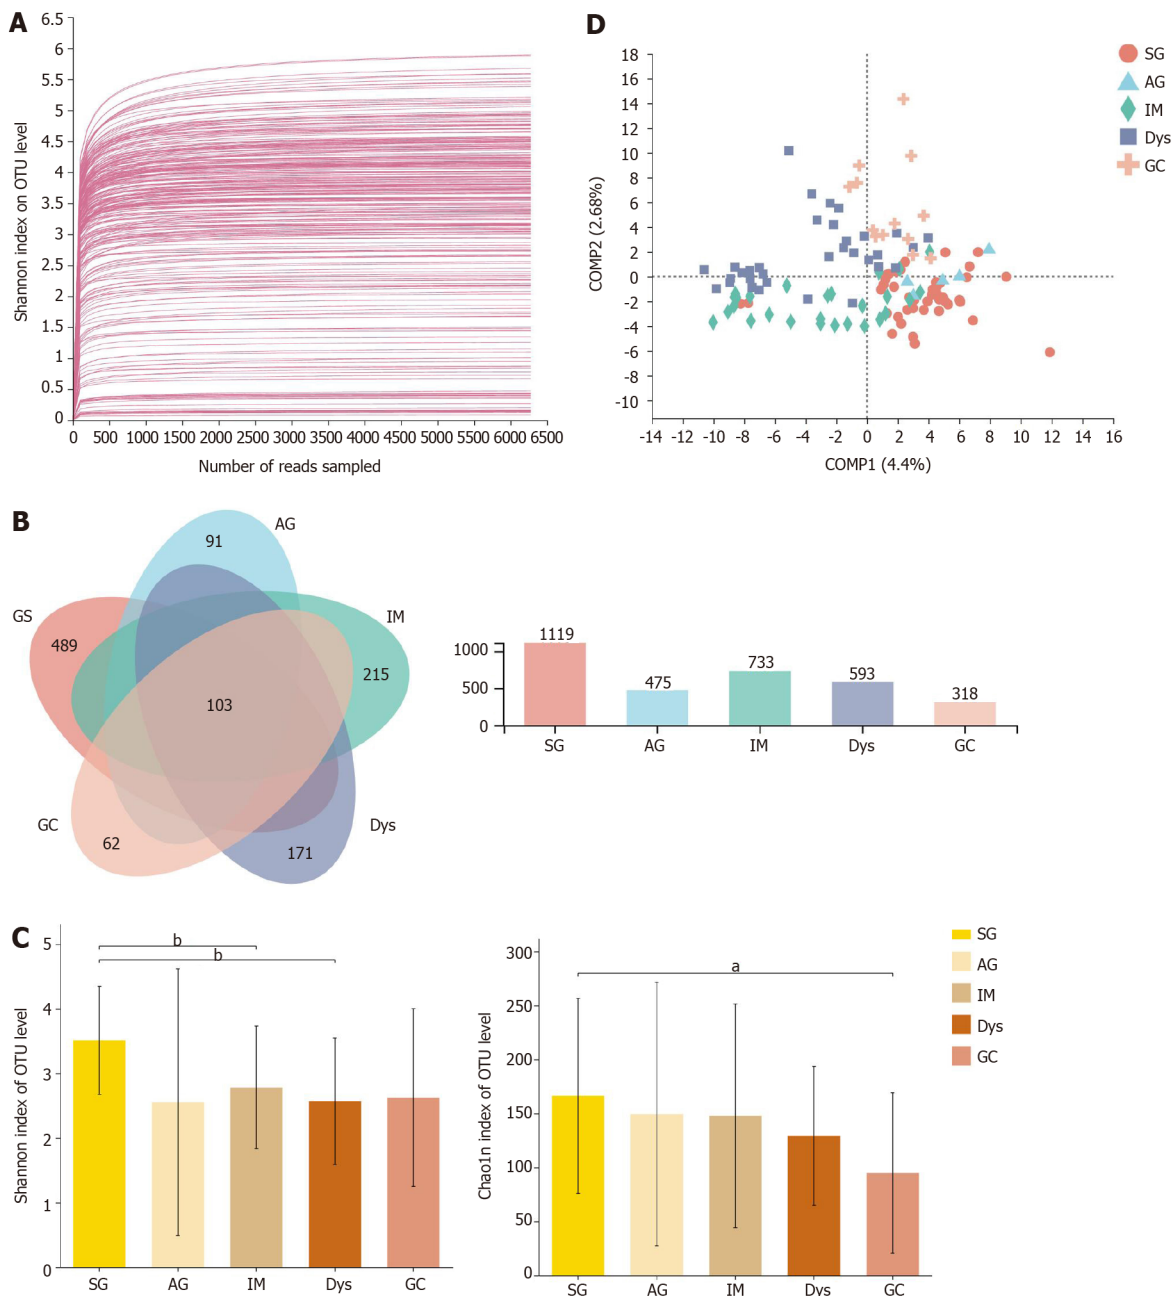 A
6.5
6
5.5
5
4.5
4
3.5
3
2.5
2
1.5
1
0.5
0
Shannon index on OTU level
0 500 1000 1500 2000 2500 3000 3500 4000 4500 5000 5500 6000 6500
Number of reads sampled
D
18
16
14
12
10
8
6
4
2
0
-2
-4
-6
-8
-10
COMP2 (2.68%)
-14 -12 -10 -8 -6 -4 -2 0 2 4 6 8 10 12 14 16
COMP1 (4.4%)
SG
AG
IM
Dys
GC
B
AG
91
GS
489
IM
215
103
GC
62
Dys
171
1000
500
0
1119
475
733
593
318
SG AG IM Dys GC
C
5
4
3
2
1
0
Shannon index of OTU level
b
b
SG AG IM Dys GC
300
250
200
150
100
50
0
Chao1n index of OTU level
a
SG AG IM Dys GC
SG
AG
IM
Dys
GC